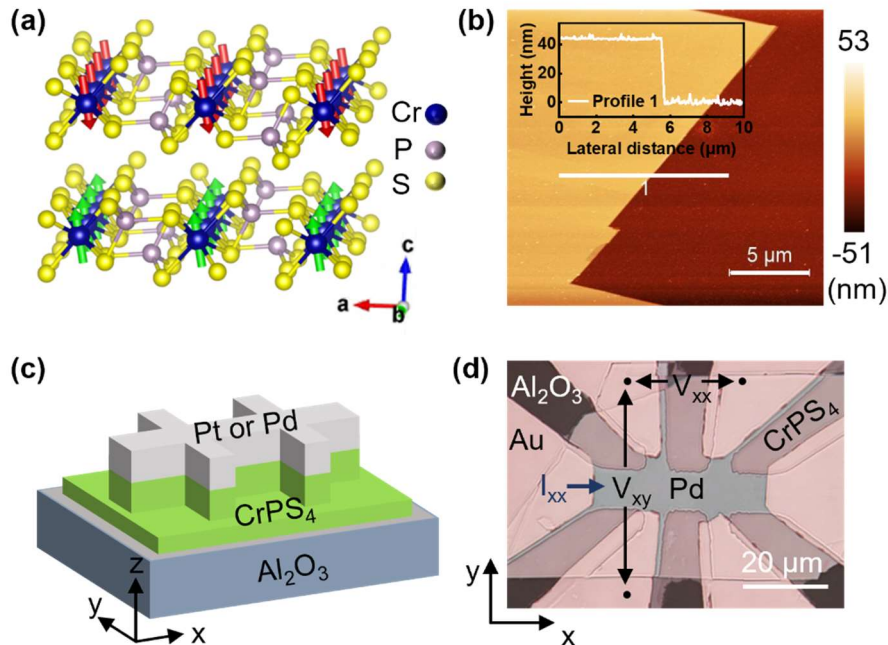 (a)
Cr
P
S
c
a
b
(b)
53
-51
(nm)
Height (nm)
40
20
0
Profile 1
0 2 4 6 8 10
Lateral distance (µm)
1
5 µm
(c)
Pt or Pd
CrPS₄
Al₂O₃
z
y
x
(d)
Al₂O₃
Vₓₓ
Au
CrPS₄
Iₓₓ
Vxy
Pd
20 µm
y
x